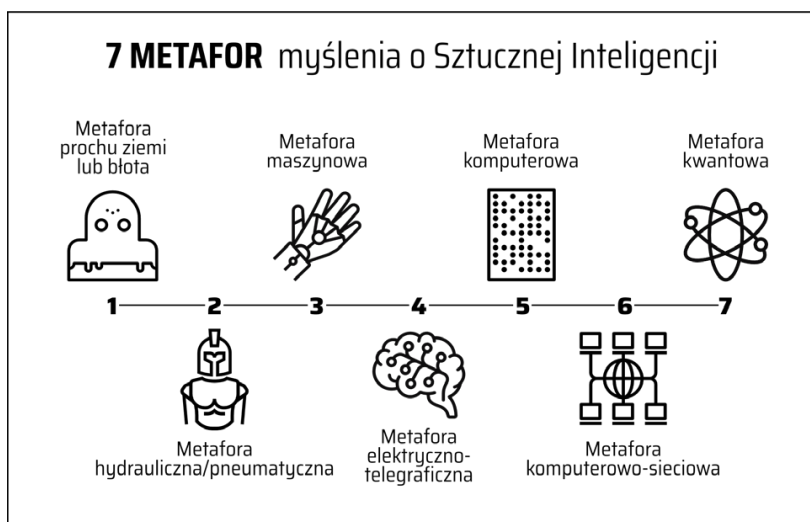 7 METAFOR myślenia o Sztucznej Inteligencji
Metafora
prochu ziemi
lub błota
Metafora
maszynowa
Metafora
komputerowa
Metafora
kwantowa
1 2 3 4 5 6 7
Metafora
hydrauliczna/pneumatyczna
Metafora
elektryczno-
telegraficzna
Metafora
komputerowo-sieciowa